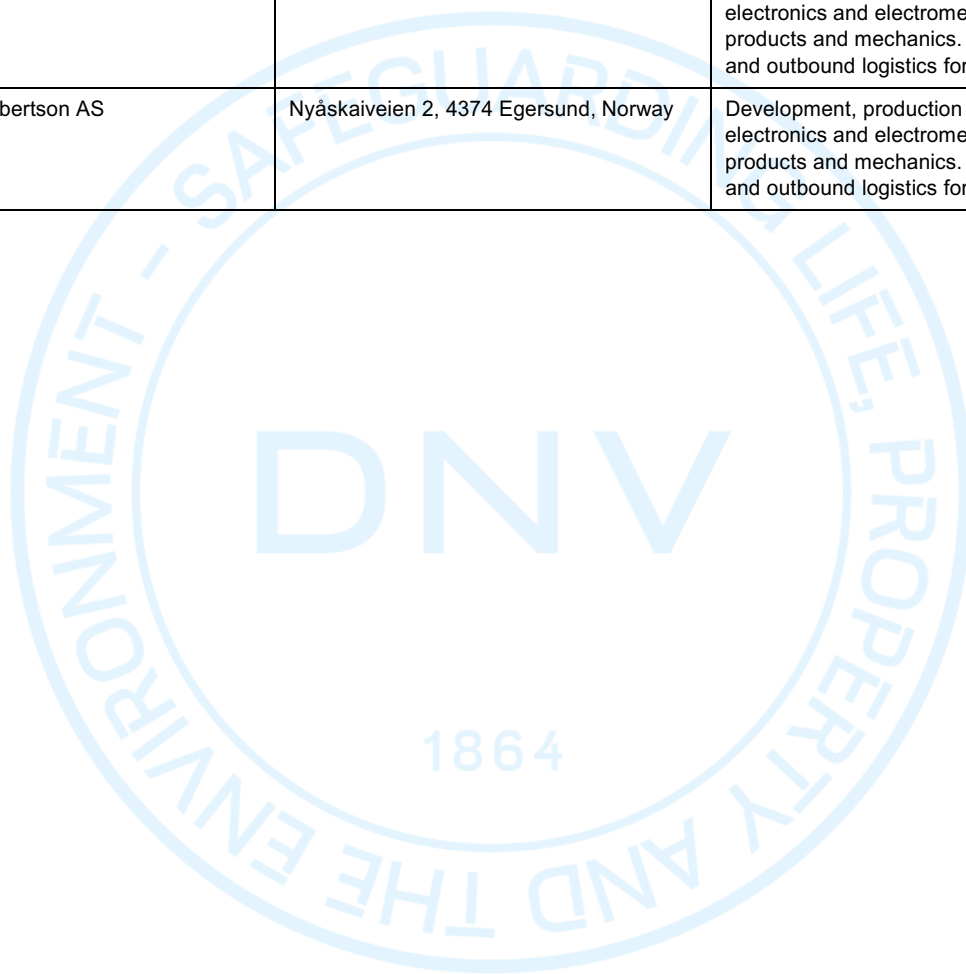 electronics and electrome
products and mechanics.
and outbound logistics for
bertson AS
Nyåskaiveien 2, 4374 Egersund, Norway
Development, production
electronics and electrome
products and mechanics.
and outbound logistics for
SAFEGUARDING LIFE, PROPERTY AND THE ENVIRONMENT -
DNV
1864